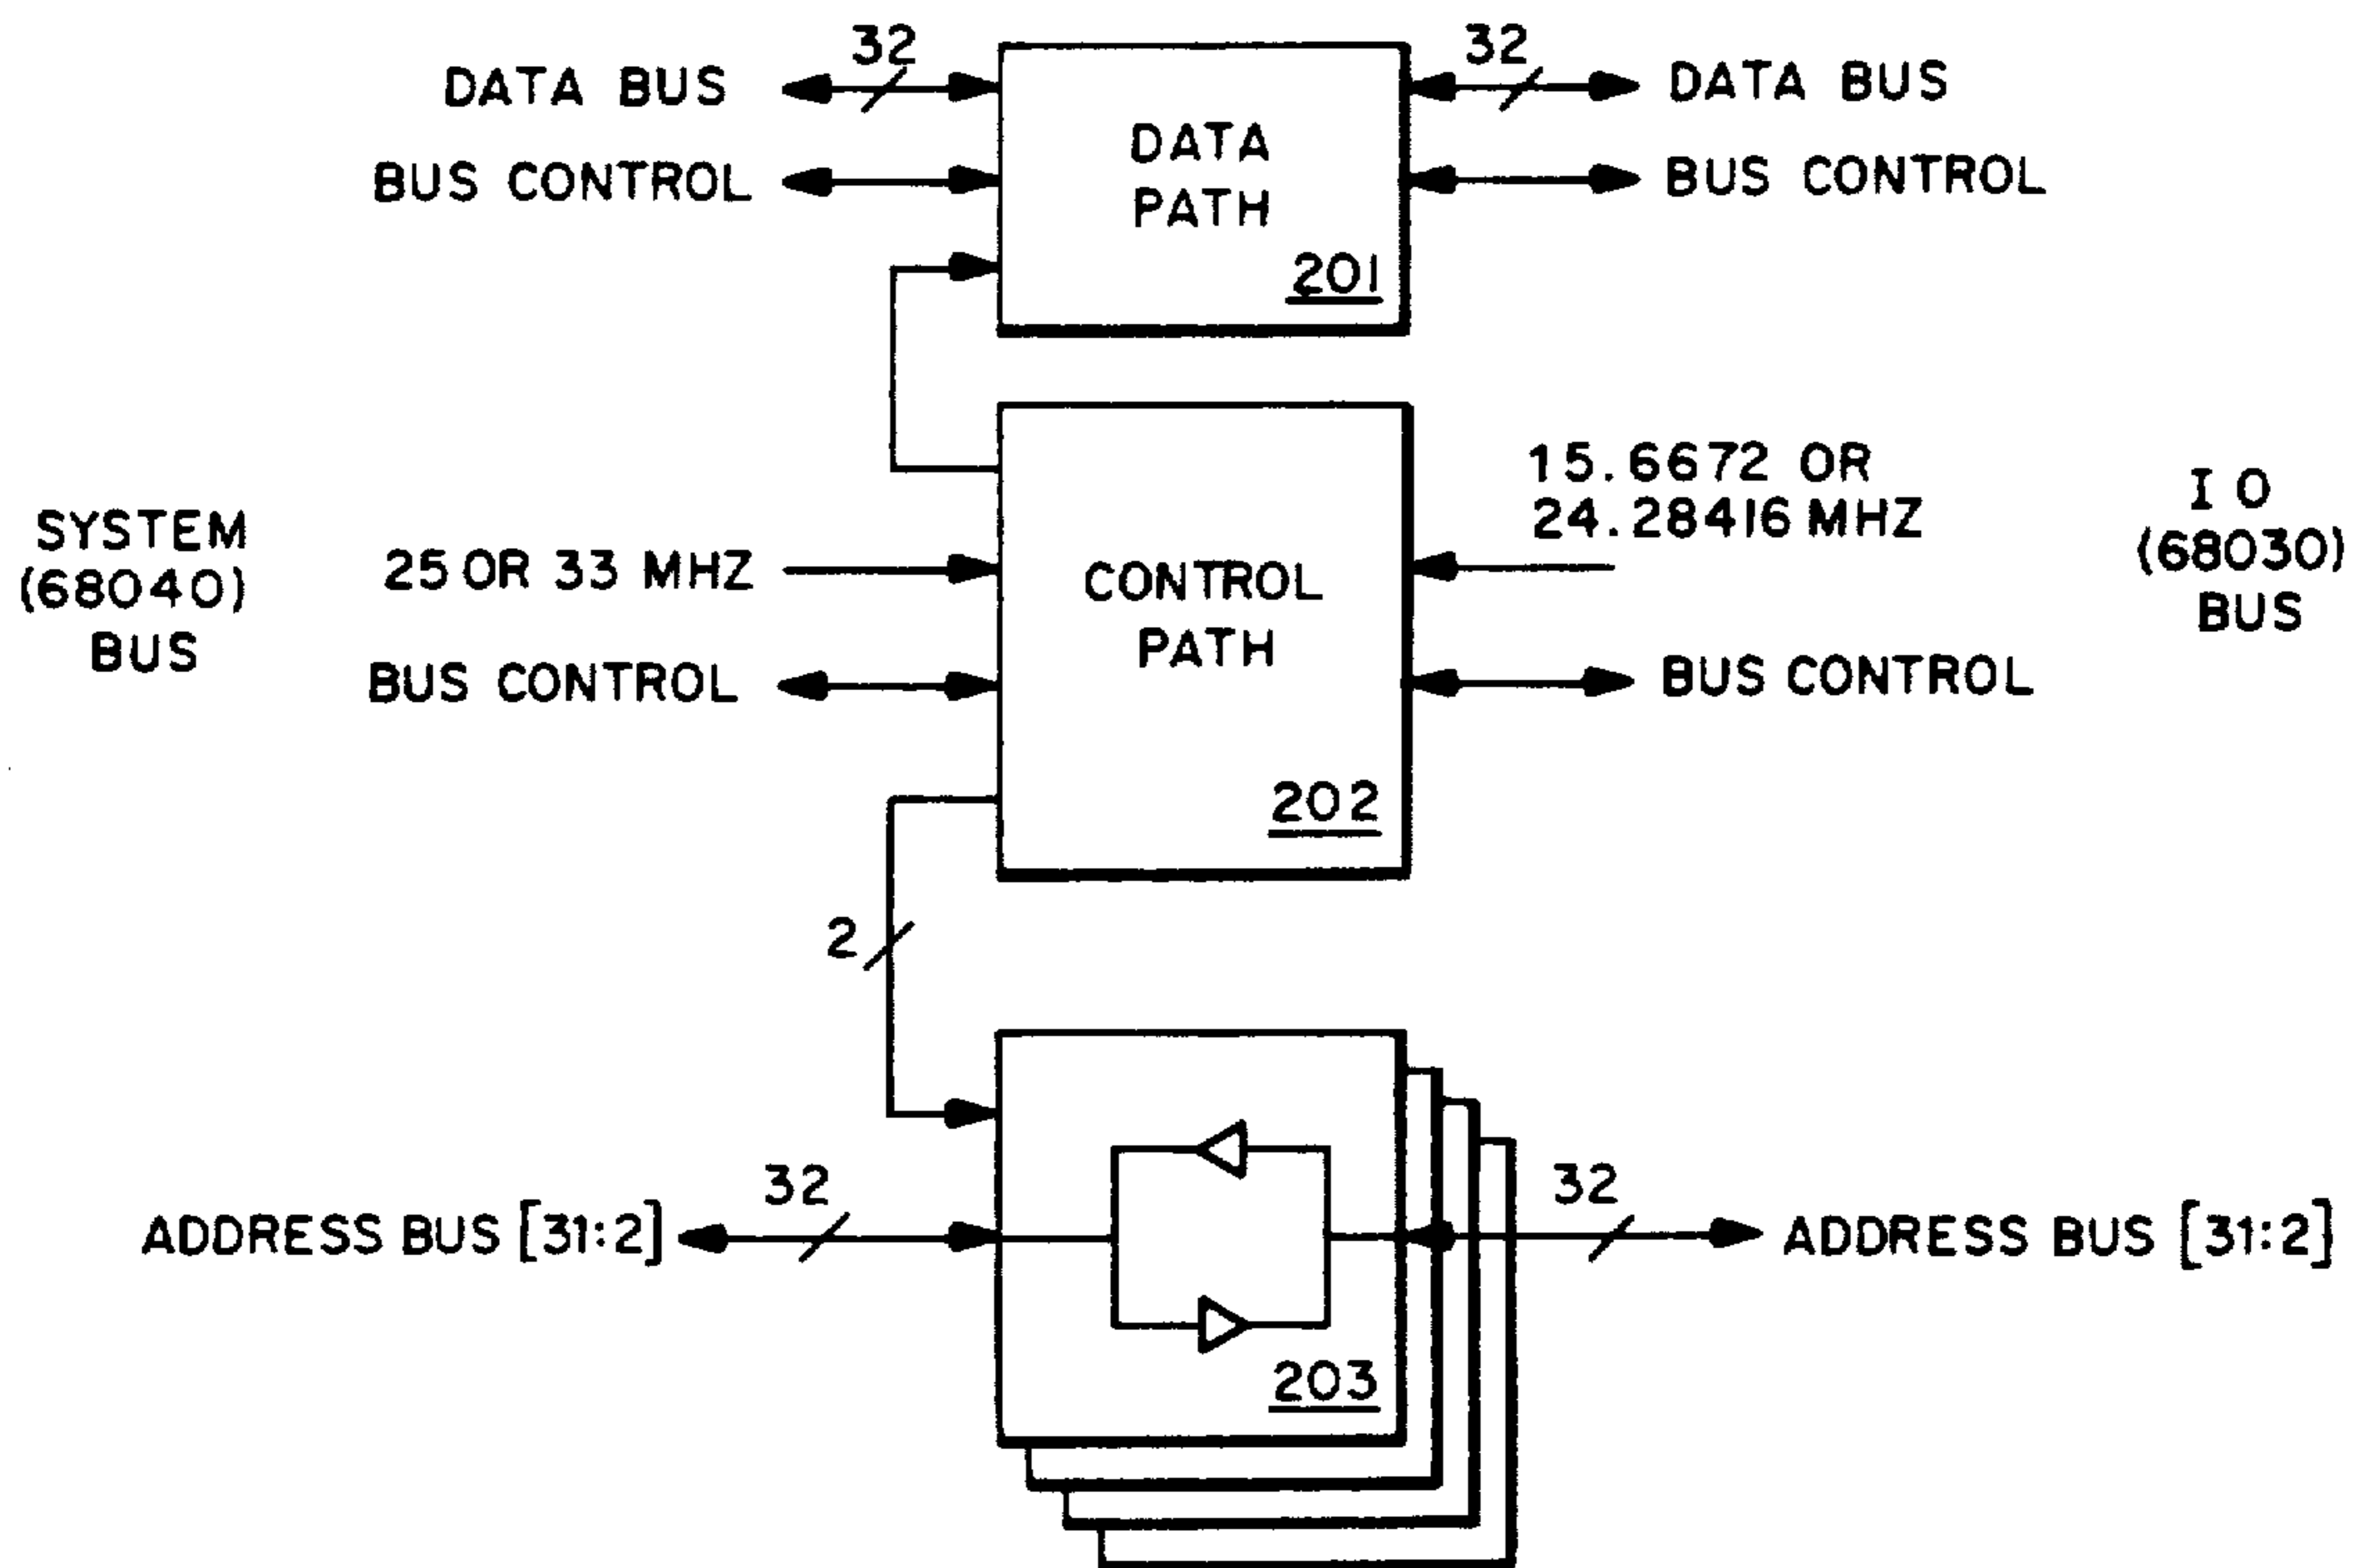 32
32
DATA BUS
DATA BUS
DATA
PATH
BUS CONTROL
BUS CONTROL
201
15.6672 OR
24.28416 MHZ
SYSTEM
(68040)
BUS
25 OR 33 MHZ
CONTROL
PATH
I O
(68030)
BUS
BUS CONTROL
BUS CONTROL
202
2
32
32
ADDRESS BUS [31:2]
ADDRESS BUS [31:2]
203